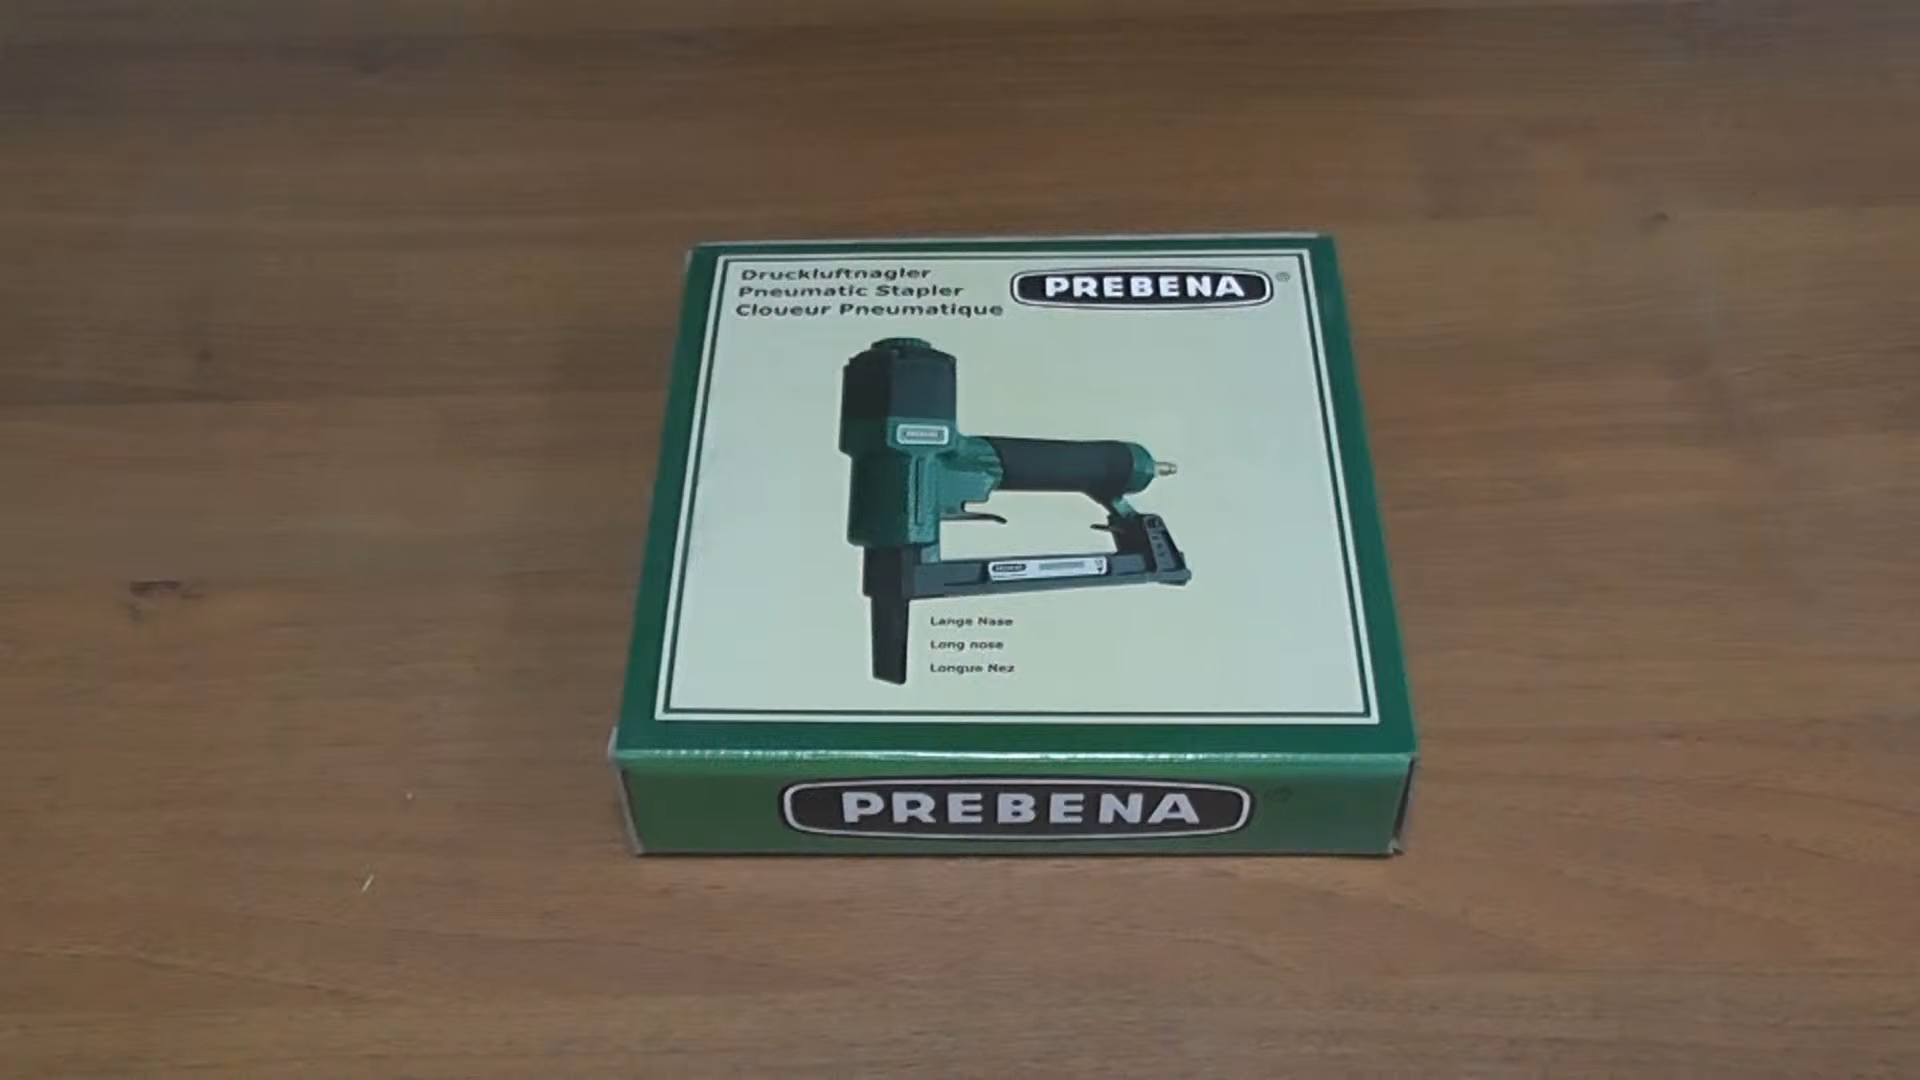 Druckluftnagler
Pneumatic Stapler
Cloueur Pneumatique
PREBENA®
Lange Nase
Long nose
Longue Nez
PREBENA